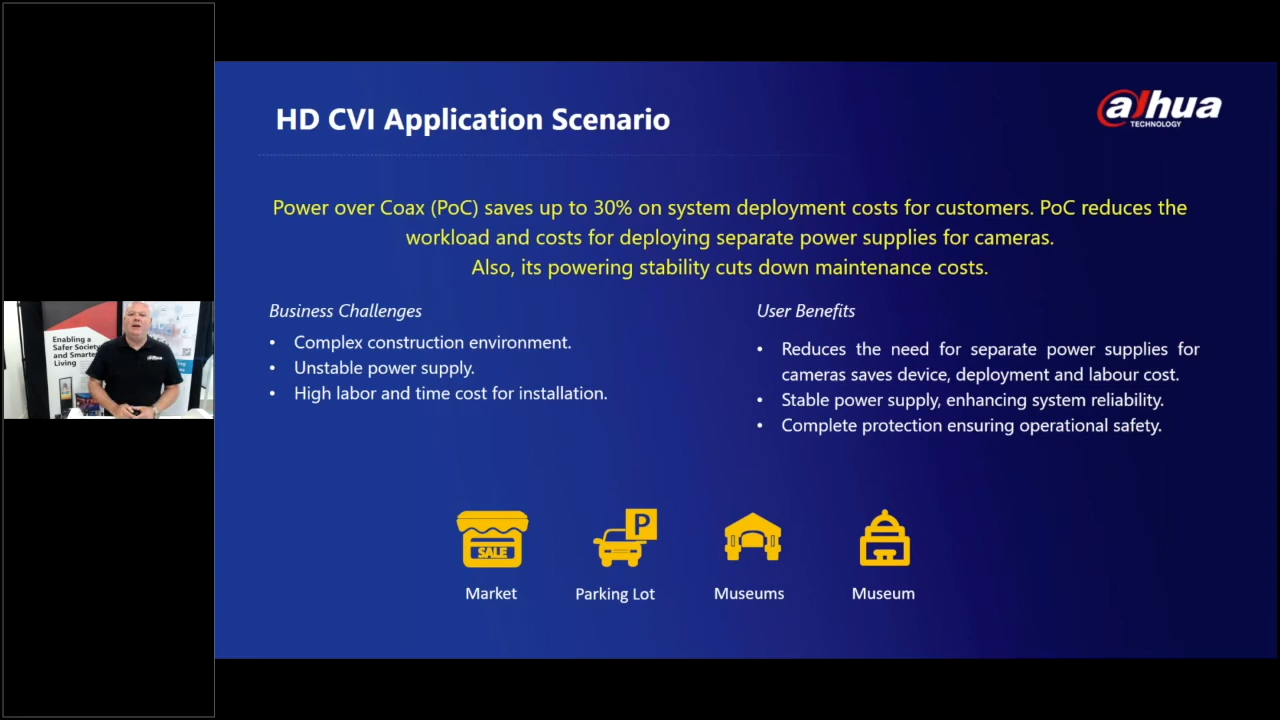 HD CVI Application Scenario
alhua
TECHNOLOGY
Power over Coax (PoC) saves up to 30% on system deployment costs for customers. PoC reduces the
workload and costs for deploying separate power supplies for cameras.
Also, its powering stability cuts down maintenance costs.
Business Challenges
• Complex construction environment.
• Unstable power supply.
• High labor and time cost for installation.
User Benefits
• Reduces the need for separate power supplies for
cameras saves device, deployment and labour cost.
• Stable power supply, enhancing system reliability.
• Complete protection ensuring operational safety.
Enabling a
Safer Society
and Smarter
Living
SALE
P
Market
Parking Lot
Museums
Museum